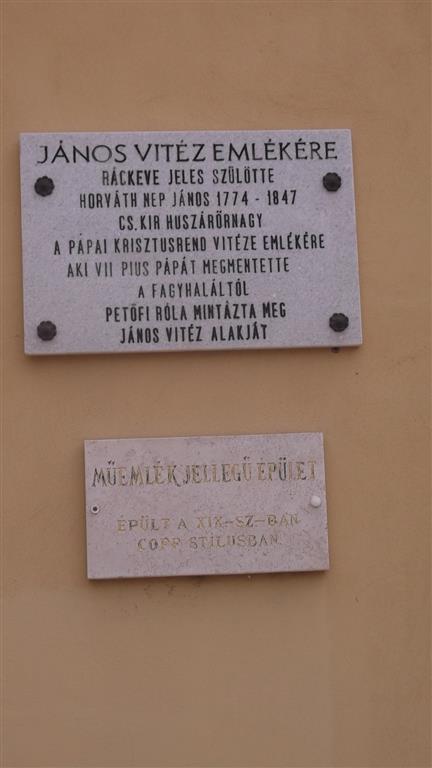 JÁNOS VITÉZ EMLÉKÉRE
RÁCKEVE JELES SZÜLÖTTE
HORVÁTH NEP JÁNOS 1774 - 1847
CS.KIR HUSZÁRŐRNAGY
A PÁPAI KRISZTUSREND VITÉZE EMLÉKÉRE
AKI VII PIUS PÁPÁT MEGMENTETTE
A FAGYHALÁLTÓL
PETŐFI RÓLA MINTÁZTA MEG
JÁNOS VITÉZ ALAKJÁT
MŰEMLÉK JELLEGŰ ÉPÜLET
ÉPÜLT A XIX-SZ-BAN
COPF STÍLUSBAN